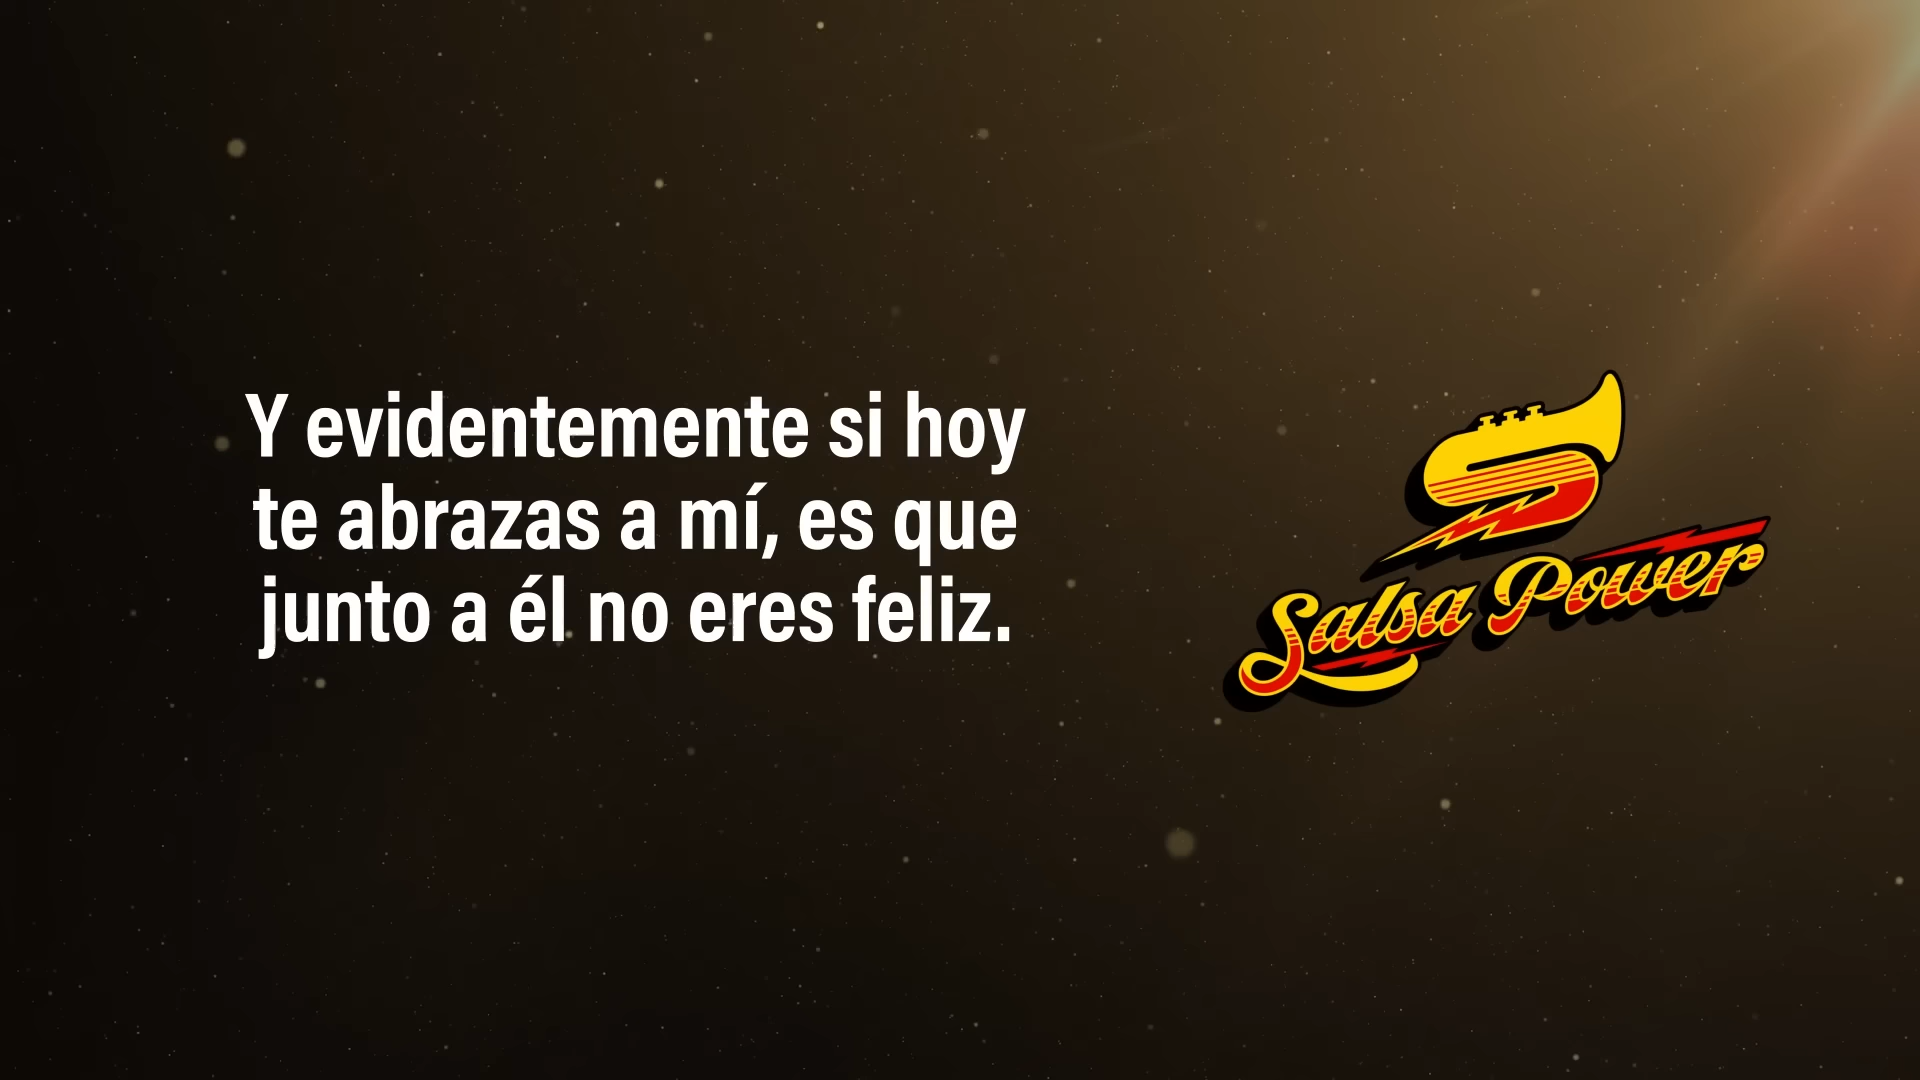 Y evidentemente si hoy
te abrazas a mí, es que
junto a él no eres feliz.
Salsa Power